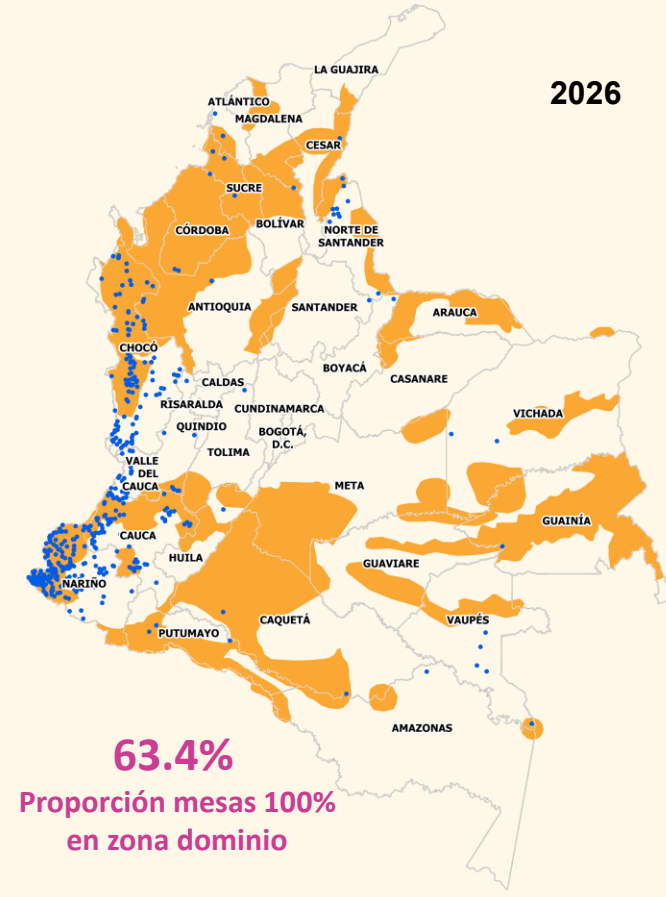 LA GUAJIRA
2026
ATLÁNTICO
MAGDALENA
CESAR
SUCRE
BOLÍVAR
CÓRDOBA
NORTE DE
SANTANDER
ANTIOQUIA
SANTANDER
ARAUCA
CHOCÓ
BOYACÁ
CASANARE
CALDAS
RISARALDA
CUNDINAMARCA
VICHADA
QUINDIO
BOGOTÁ,
D.C.
TOLIMA
VALLE
DEL
CAUCA
META
GUAINÍA
CAUCA
HUILA
GUAVIARE
NARIÑO
CAQUETÁ
VAUPÉS
PUTUMAYO
AMAZONAS
63.4%
Proporción mesas 100%
en zona dominio